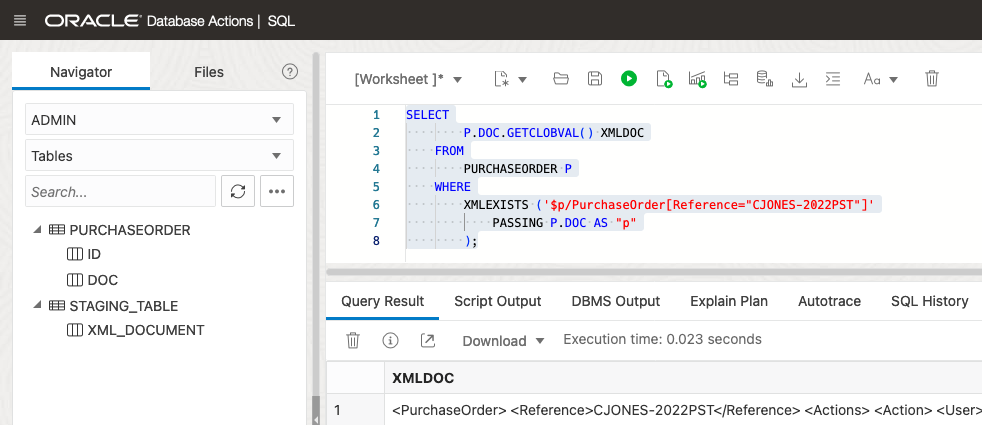 ORACLE Database Actions | SQL
Navigator
Files
ADMIN
Tables
Search...
PURCHASEORDER
ID
DOC
STAGING_TABLE
XML_DOCUMENT
[Worksheet ]*
Aa
1 SELECT
2 P.DOC.GETCLOBVAL() XMLDOC
3 FROM
4 PURCHASEORDER P
5 WHERE
6 XMLEXISTS ('$p/PurchaseOrder[Reference="CJONES-2022PST"]'
7 PASSING P.DOC AS "p"
8 );
Query Result
Script Output
DBMS Output
Explain Plan
Autotrace
SQL History
Download
Execution time: 0.023 seconds
XMLDOC
1 <PurchaseOrder> <Reference>CJONES-2022PST</Reference> <Actions> <Action> <User>